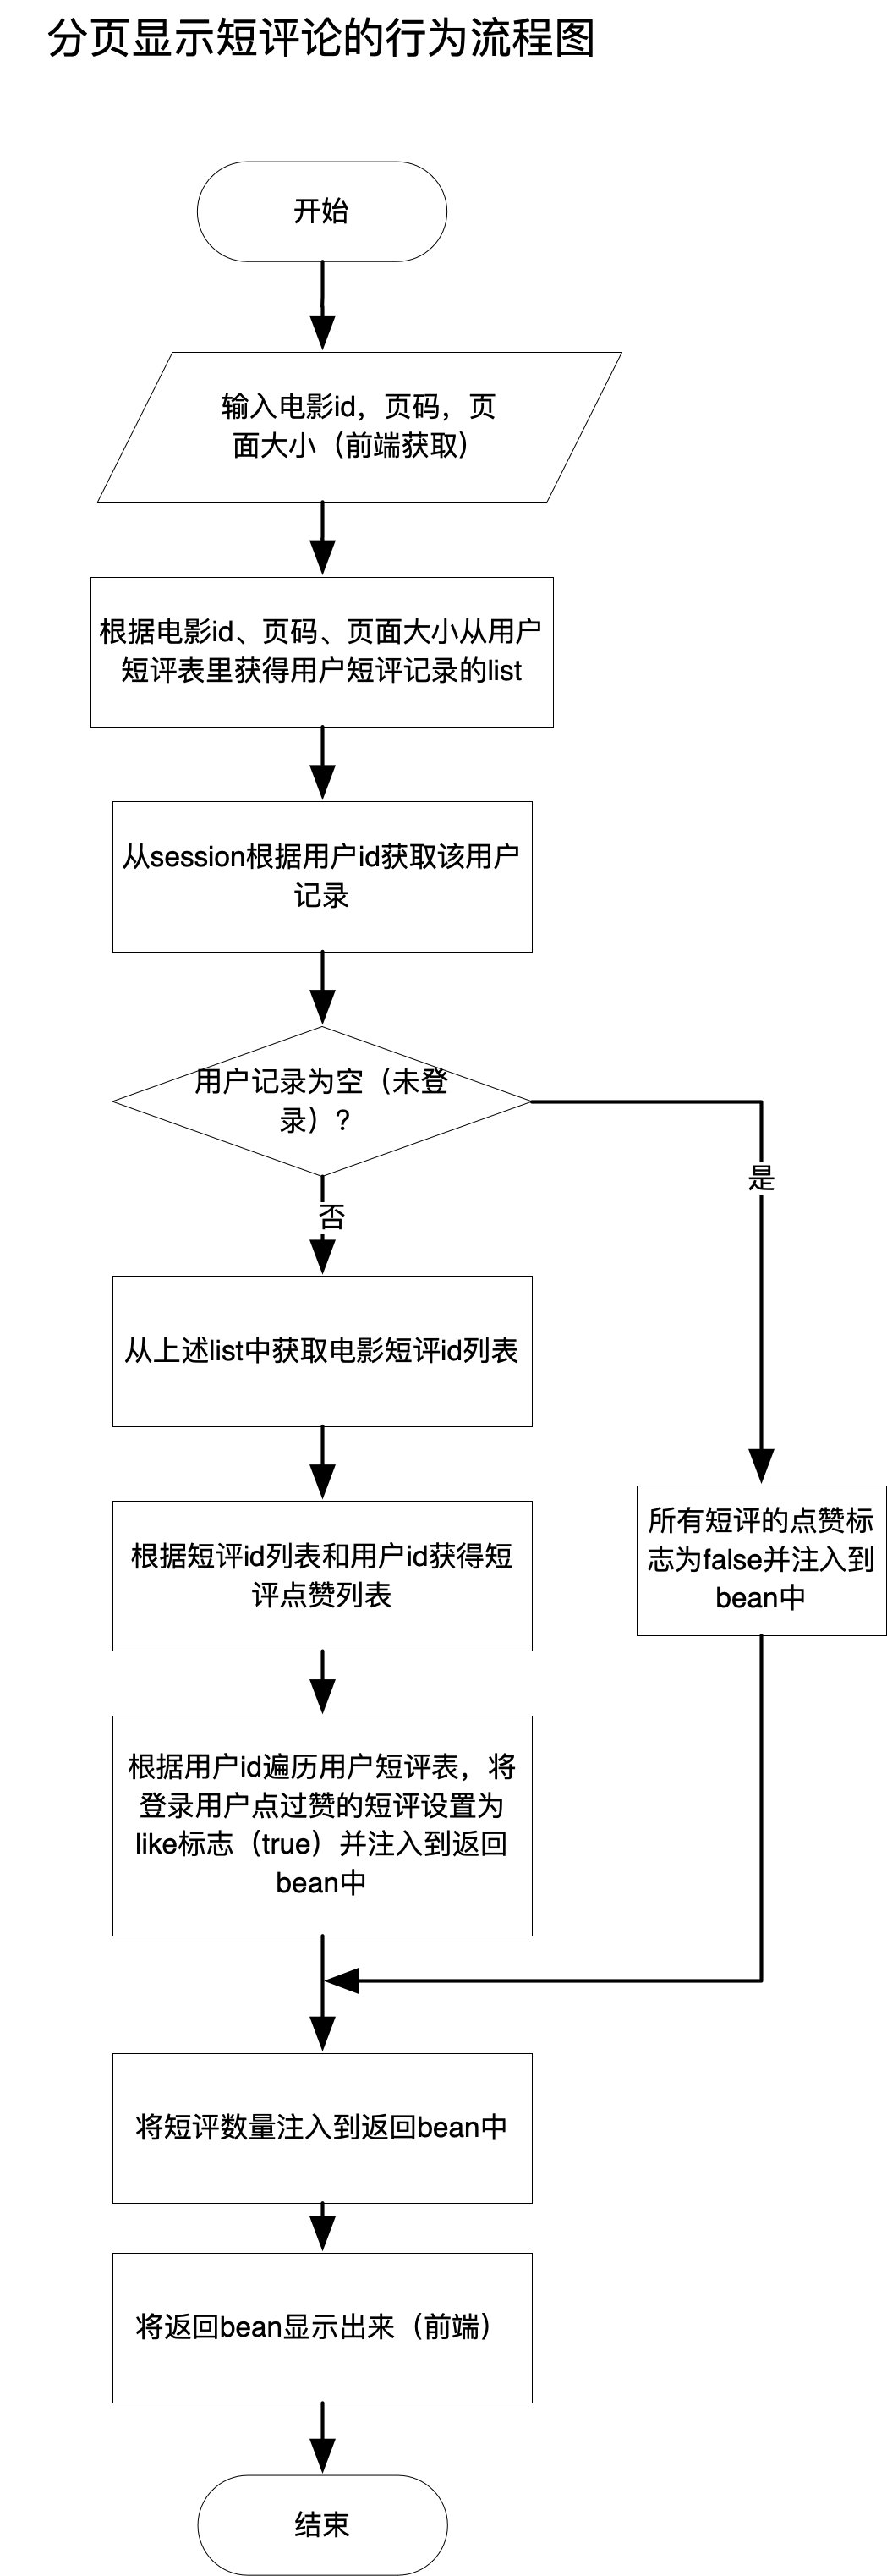 分页显示短评论的行为流程图
开始
输入电影id，页码，页
面大小（前端获取）
根据电影id、页码、页面大小从用户
短评表里获得用户短评记录的list
从session根据用户id获取该用户
记录
用户记录为空（未登
录）？
是
否
从上述list中获取电影短评id列表
根据短评id列表和用户id获得短
评点赞列表
所有短评的点赞标
志为false并注入到
bean中
根据用户id遍历用户短评表，将
登录用户点过赞的短评设置为
like标志（true）并注入到返回
bean中
将短评数量注入到返回bean中
将返回bean显示出来（前端）
结束